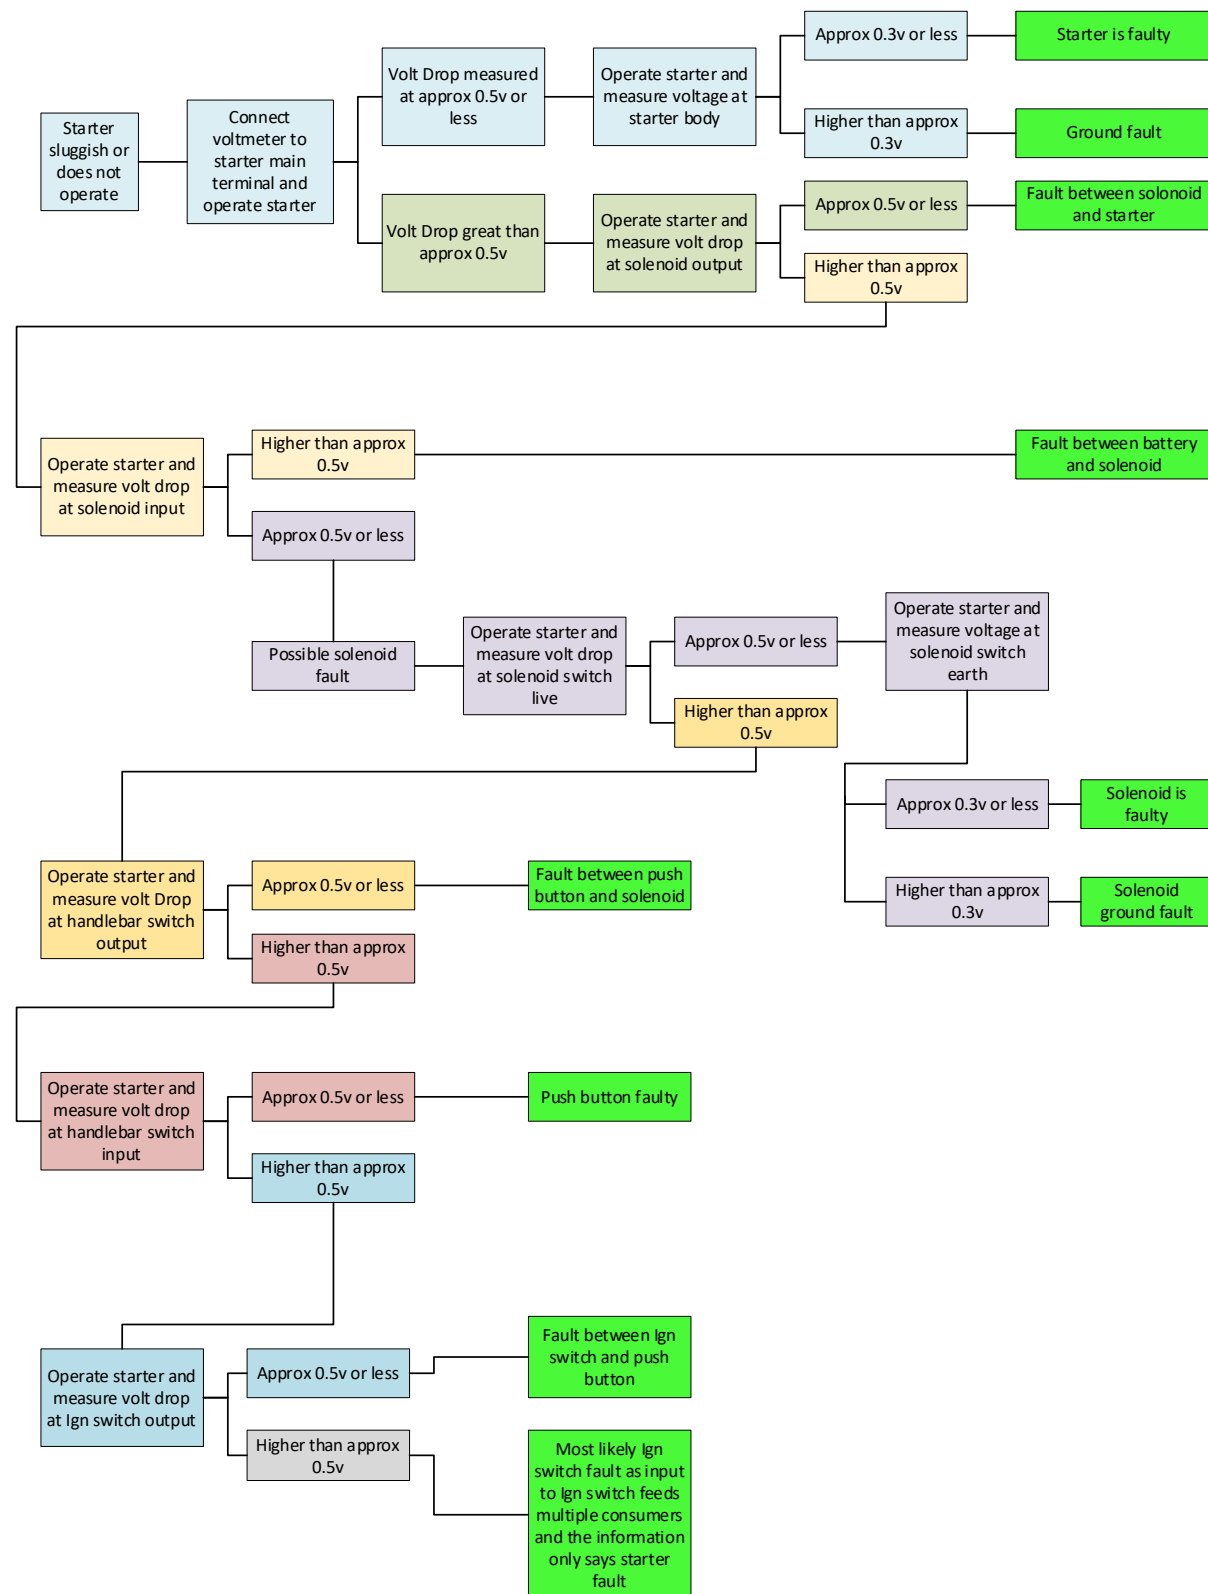 Starter
sluggish or
does not
operate
Connect
voltmeter to
starter main
terminal and
operate starter
Volt Drop measured
at approx 0.5v or
less
Operate starter and
measure voltage at
starter body
Approx 0.3v or less
Starter is faulty
Higher than approx
0.3v
Ground fault
Volt Drop great than
approx 0.5v
Operate starter and
measure volt drop
at solenoid output
Approx 0.5v or less
Fault between solonoid
and starter
Higher than approx
0.5v
Operate starter and
measure volt drop
at solenoid input
Higher than approx
0.5v
Fault between battery
and solenoid
Approx 0.5v or less
Possible solenoid
fault
Operate starter and
measure volt drop
at solenoid switch
live
Approx 0.5v or less
Operate starter and
measure voltage at
solenoid switch
earth
Higher than approx
0.5v
Approx 0.3v or less
Solenoid is
faulty
Higher than approx
0.3v
Solenoid
ground fault
Operate starter and
measure volt Drop
at handlebar switch
output
Approx 0.5v or less
Fault between push
button and solenoid
Higher than approx
0.5v
Operate starter and
measure volt drop
at handlebar switch
input
Approx 0.5v or less
Push button faulty
Higher than approx
0.5v
Operate starter and
measure volt drop
at Ign switch output
Approx 0.5v or less
Fault between Ign
switch and push
button
Higher than approx
0.5v
Most likely Ign
switch fault as input
to Ign switch feeds
multiple consumers
and the information
only says starter
fault